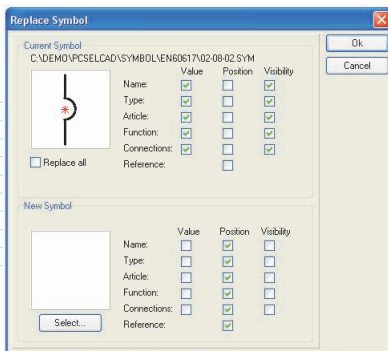 Replace Symbol
Current Symbol
C:\DEMO\PCSELCAD\SYMBOL\EN60617\02-08-02.SYM
Value Position Visibility
Name:
Type:
Article:
Function:
Connections:
Reference:
Replace all
New Symbol
Value Position Visibility
Name:
Type:
Article:
Function:
Connections:
Reference:
Select...
Ok
Cancel